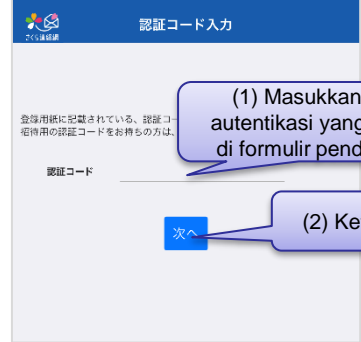 認証コード入力
さくら連絡網
(1) Masukkan
autentikasi yang
di formulir pend
登録用紙に記載されている、認証コー
招待用の認証コードをお持ちの方は、
認証コード
(2) Ke
次へ